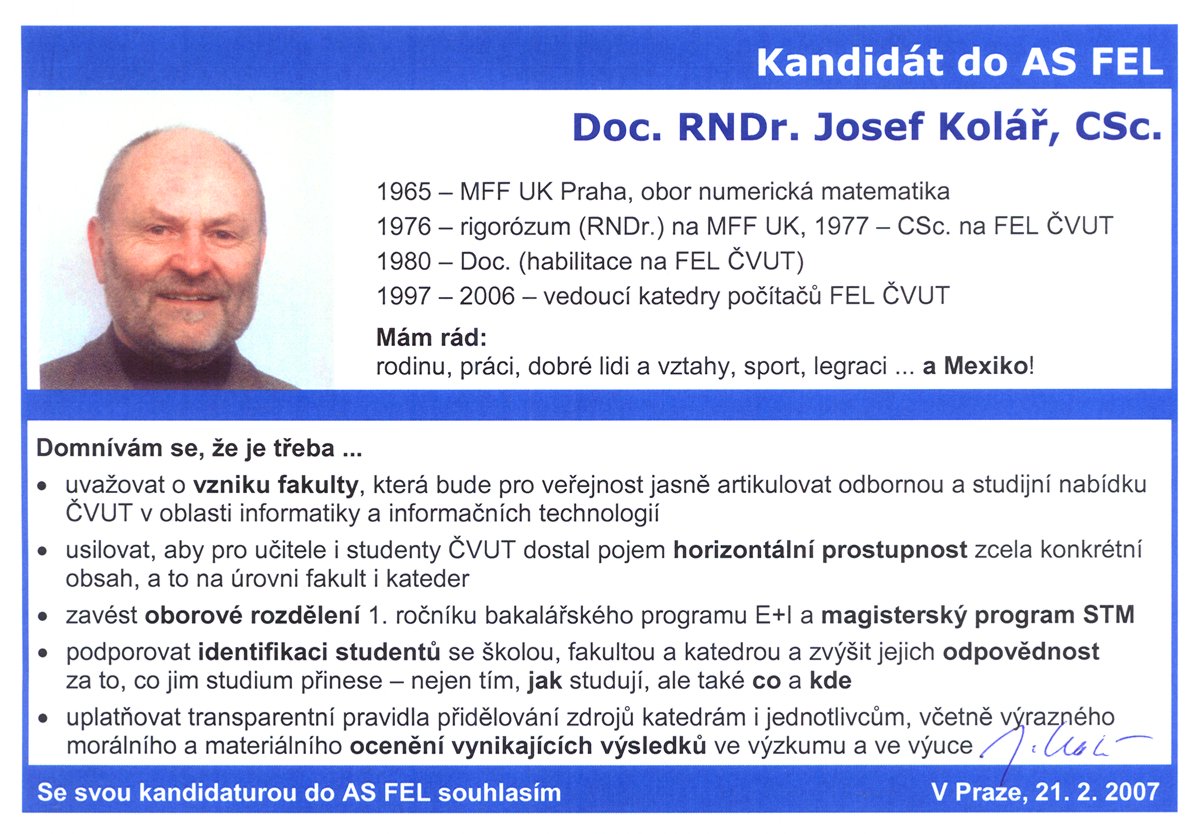 Kandidát do AS FEL
Doc. RNDr. Josef Kolář, CSc.
1965 – MFF UK Praha, obor numerická matematika
1976 – rigorózum (RNDr.) na MFF UK, 1977 – CSc. na FEL ČVUT
1980 – Doc. (habilitace na FEL ČVUT)
1997 – 2006 – vedoucí katedry počítačů FEL ČVUT
Mám rád:
rodinu, práci, dobré lidi a vztahy, sport, legraci ... a Mexiko!
Domnívám se, že je třeba ...
• uvažovat o vzniku fakulty, která bude pro veřejnost jasně artikulovat odbornou a studijní nabídku
ČVUT v oblasti informatiky a informačních technologií
• usilovat, aby pro učitele i studenty ČVUT dostal pojem horizontální prostupnost zcela konkrétní
obsah, a to na úrovni fakult i kateder
• zavést oborové rozdělení 1. ročníku bakalářského programu E+I a magisterský program STM
• podporovat identifikaci studentů se školou, fakultou a katedrou a zvýšit jejich odpovědnost
za to, co jim studium přinese – nejen tím, jak studují, ale také co a kde
• uplatňovat transparentní pravidla přidělování zdrojů katedrám i jednotlivcům, včetně výrazného
morálního a materiálního ocenění vynikajících výsledků ve výzkumu a ve výuce
Se svou kandidaturou do AS FEL souhlasím
V Praze, 21. 2. 2007